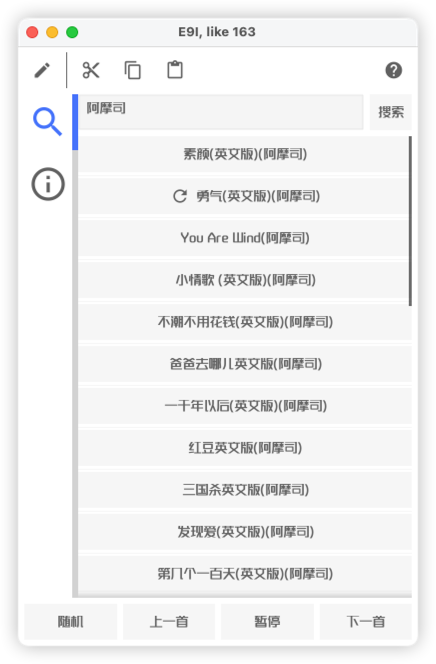 E9I, like 163
阿摩司
搜索
素颜(英文版)(阿摩司)
勇气(英文版)(阿摩司)
You Are Wind(阿摩司)
小情歌 (英文版)(阿摩司)
不潮不用花钱(英文版)(阿摩司)
爸爸去哪儿英文版(阿摩司)
一千年以后(英文版)(阿摩司)
红豆英文版(阿摩司)
三国杀英文版(阿摩司)
发现爱(英文版)(阿摩司)
第几个一百天(英文版)(阿摩司)
随机
上一首
暂停
下一首